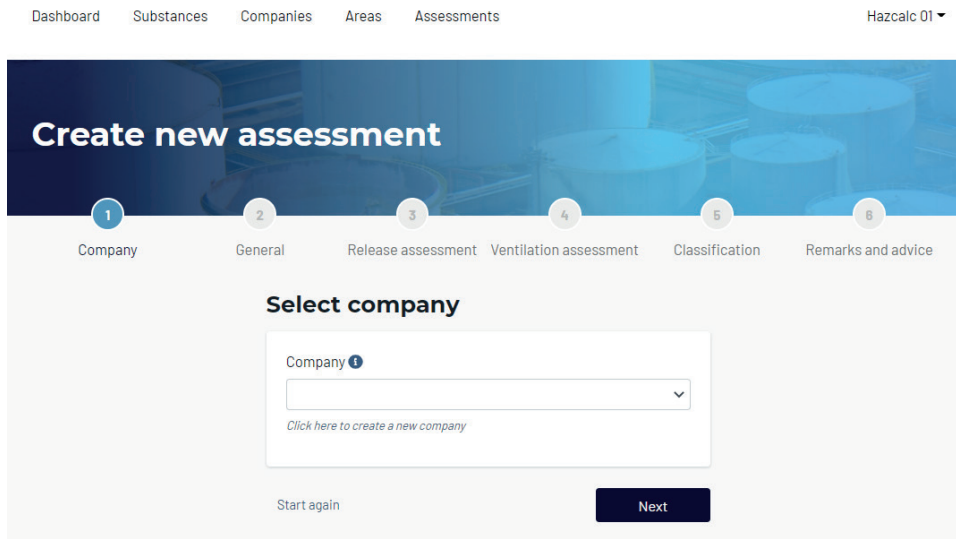 Dashboard Substances Companies Areas Assessments Hazcalc 01
Create new assessment
1 2 3 4 5 6
Company General Release assessment Ventilation assessment Classification Remarks and advice
Select company
Company i
Click here to create a new company
Start again Next